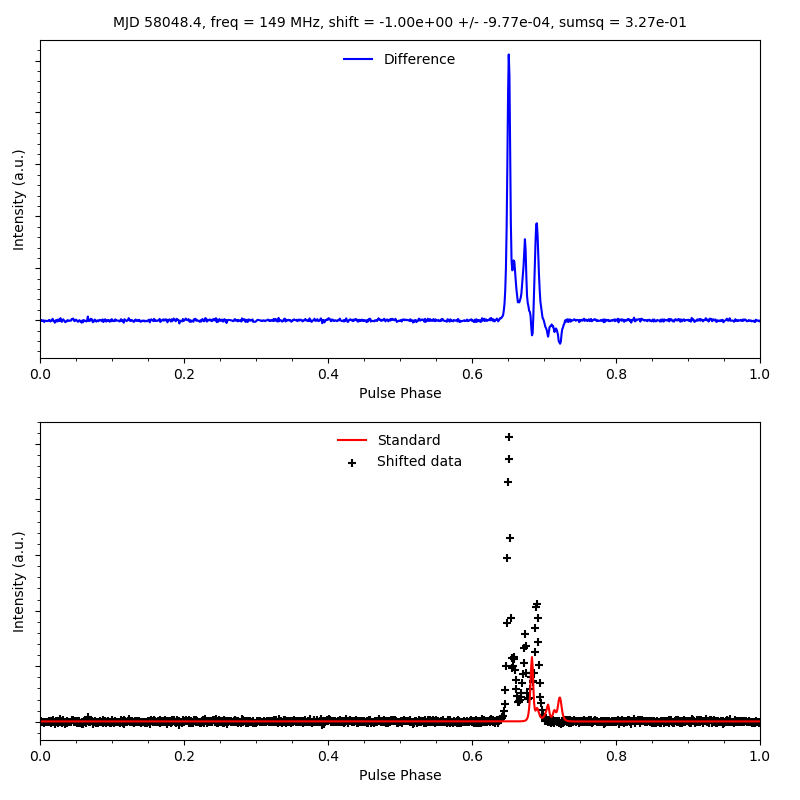 MJD 58048.4, freq = 149 MHz, shift = -1.00e+00 +/- -9.77e-04, sumsq = 3.27e-01
Difference
Intensity (a.u.)
0.0 0.2 0.4 0.6 0.8 1.0
Pulse Phase
Standard
Shifted data
Intensity (a.u.)
0.0 0.2 0.4 0.6 0.8 1.0
Pulse Phase